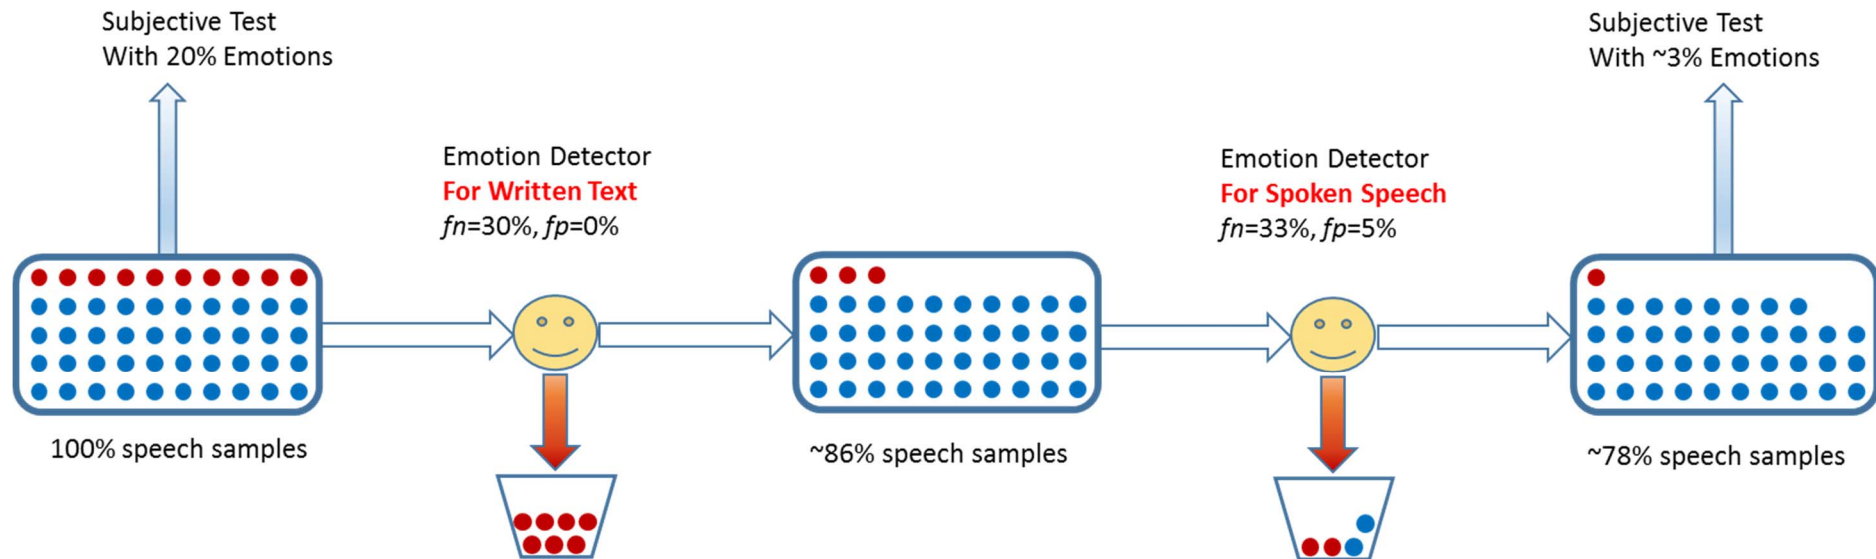 Subjective Test
With 20% Emotions
Subjective Test
With ~3% Emotions
Emotion Detector
For Written Text
fn=30%, fp=0%
Emotion Detector
For Spoken Speech
fn=33%, fp=5%
100% speech samples
~86% speech samples
~78% speech samples